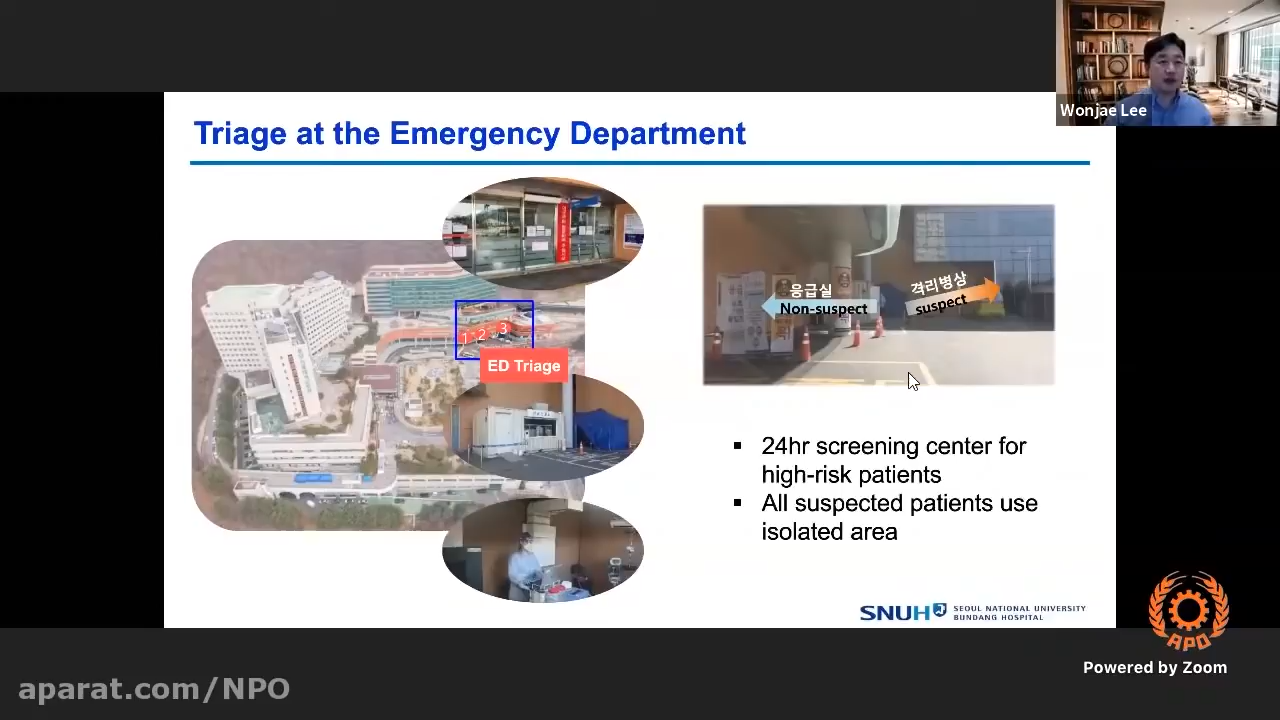 Wonjae Lee
Triage at the Emergency Department
1 2 3
ED Triage
응급실
Non-suspect
격리병상
suspect
▪ 24hr screening center for
high-risk patients
▪ All suspected patients use
isolated area
SNUH
SEOUL NATIONAL UNIVERSITY
BUNDANG HOSPITAL
APO
Powered by Zoom
aparat.com/NPO